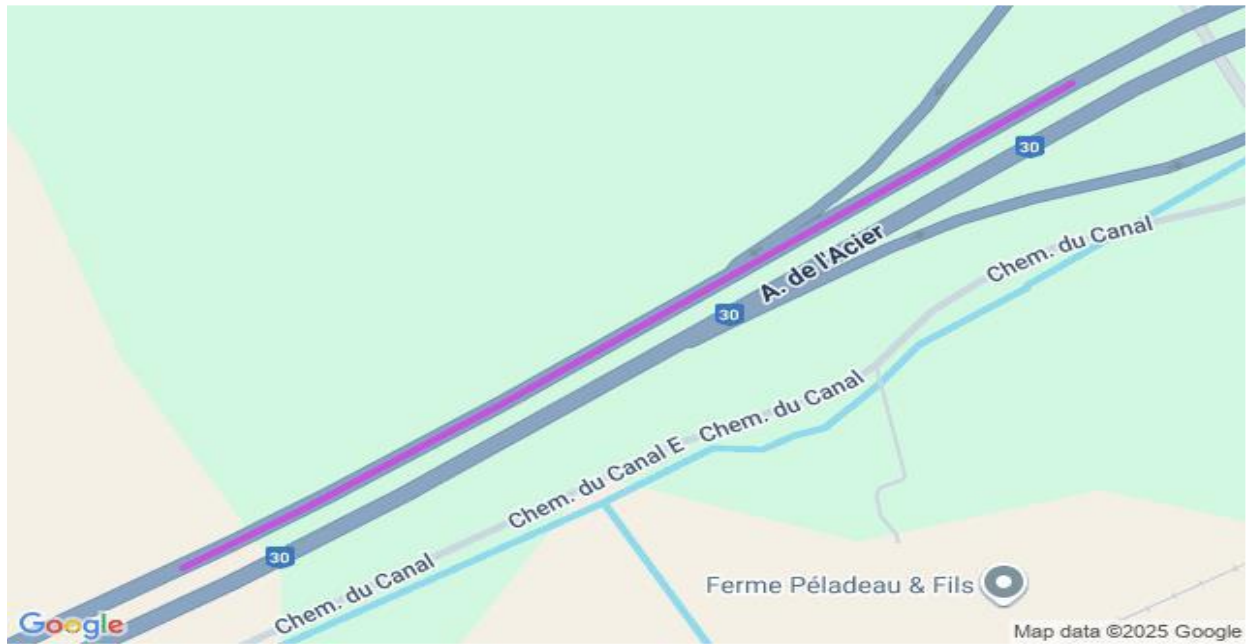 30
A. de l'Acier
30
Chem. du Canal
Chem. du Canal
Chem. du Canal E
30
Chem. du Canal
Ferme Péladeau & Fils
Google
Map data ©2025 Google